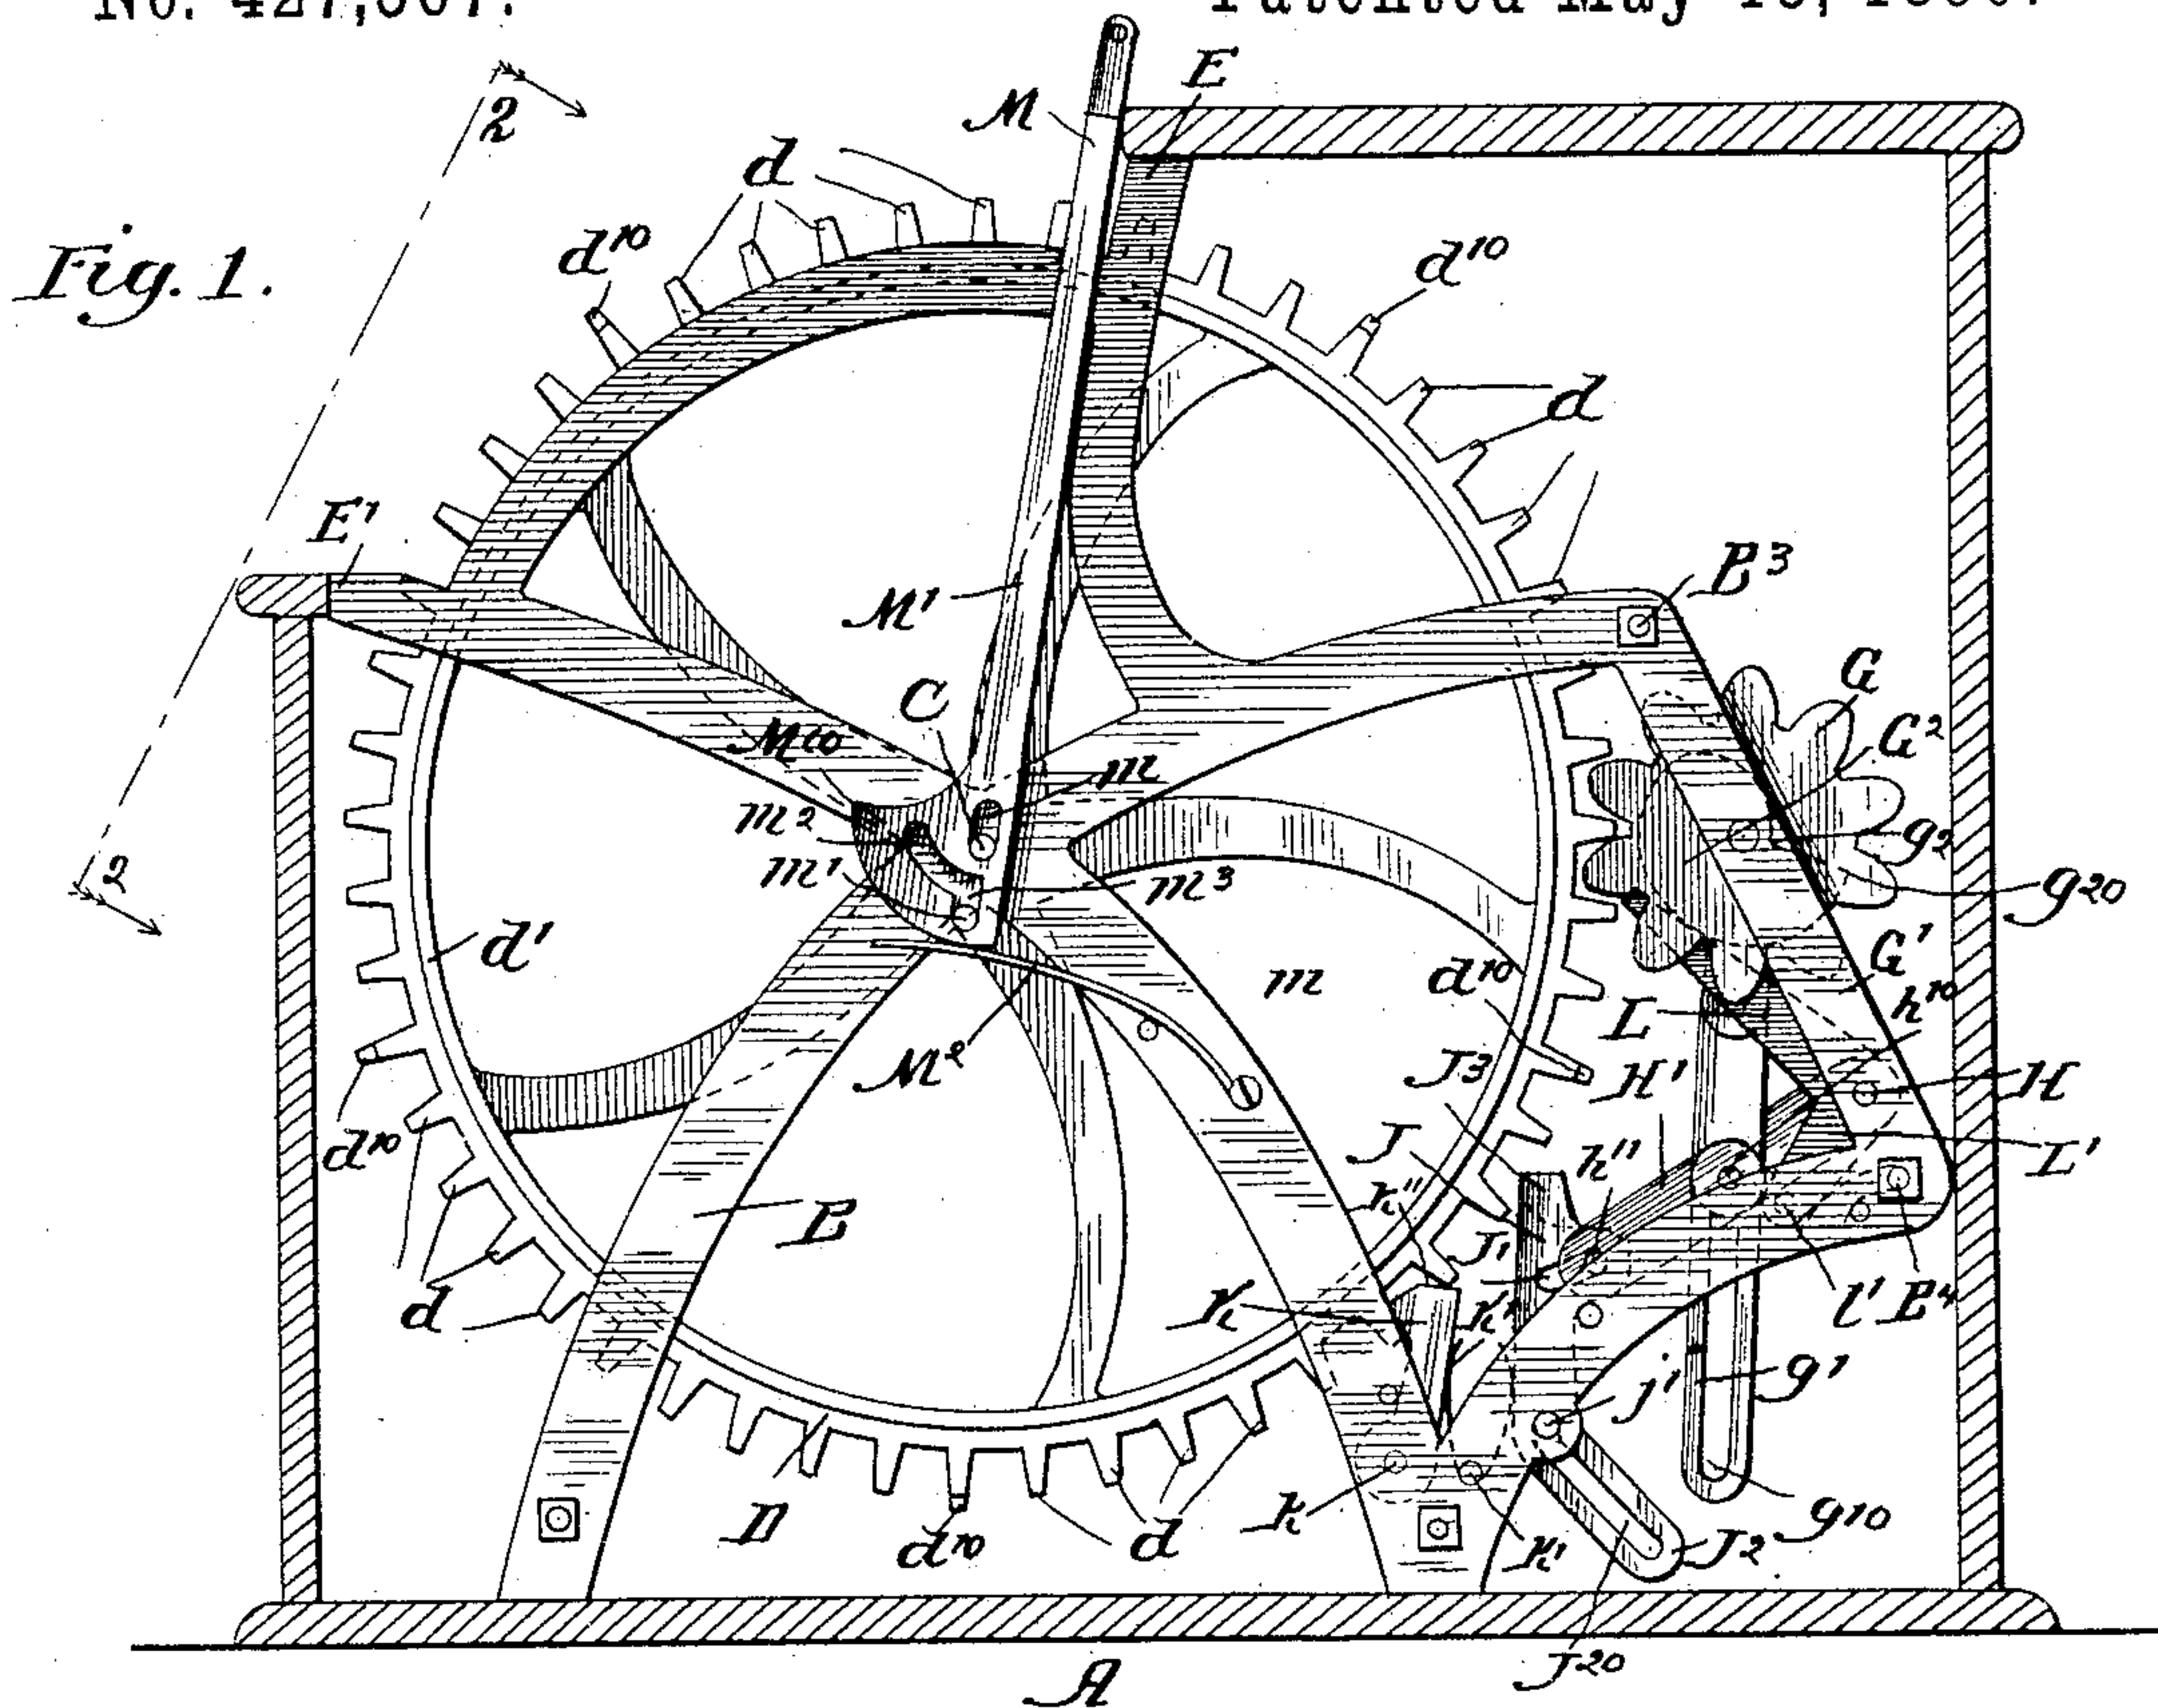 Fig. 1.
2
M
E
d
d¹⁰
d¹⁰
d
E¹
M¹
B³
C
G
M¹⁰
m
G²
m²
g²
m¹
m³
g²⁰
2
d¹
m
d¹⁰
G¹
L
h¹⁰
M²
J³
H¹
H
d¹⁰
J
h¹¹
L¹
B
k¹¹
J¹
d
K
l¹
B⁴
j¹
g¹
D
d¹⁰
d
k
k¹
J²
g¹⁰
J²⁰
A